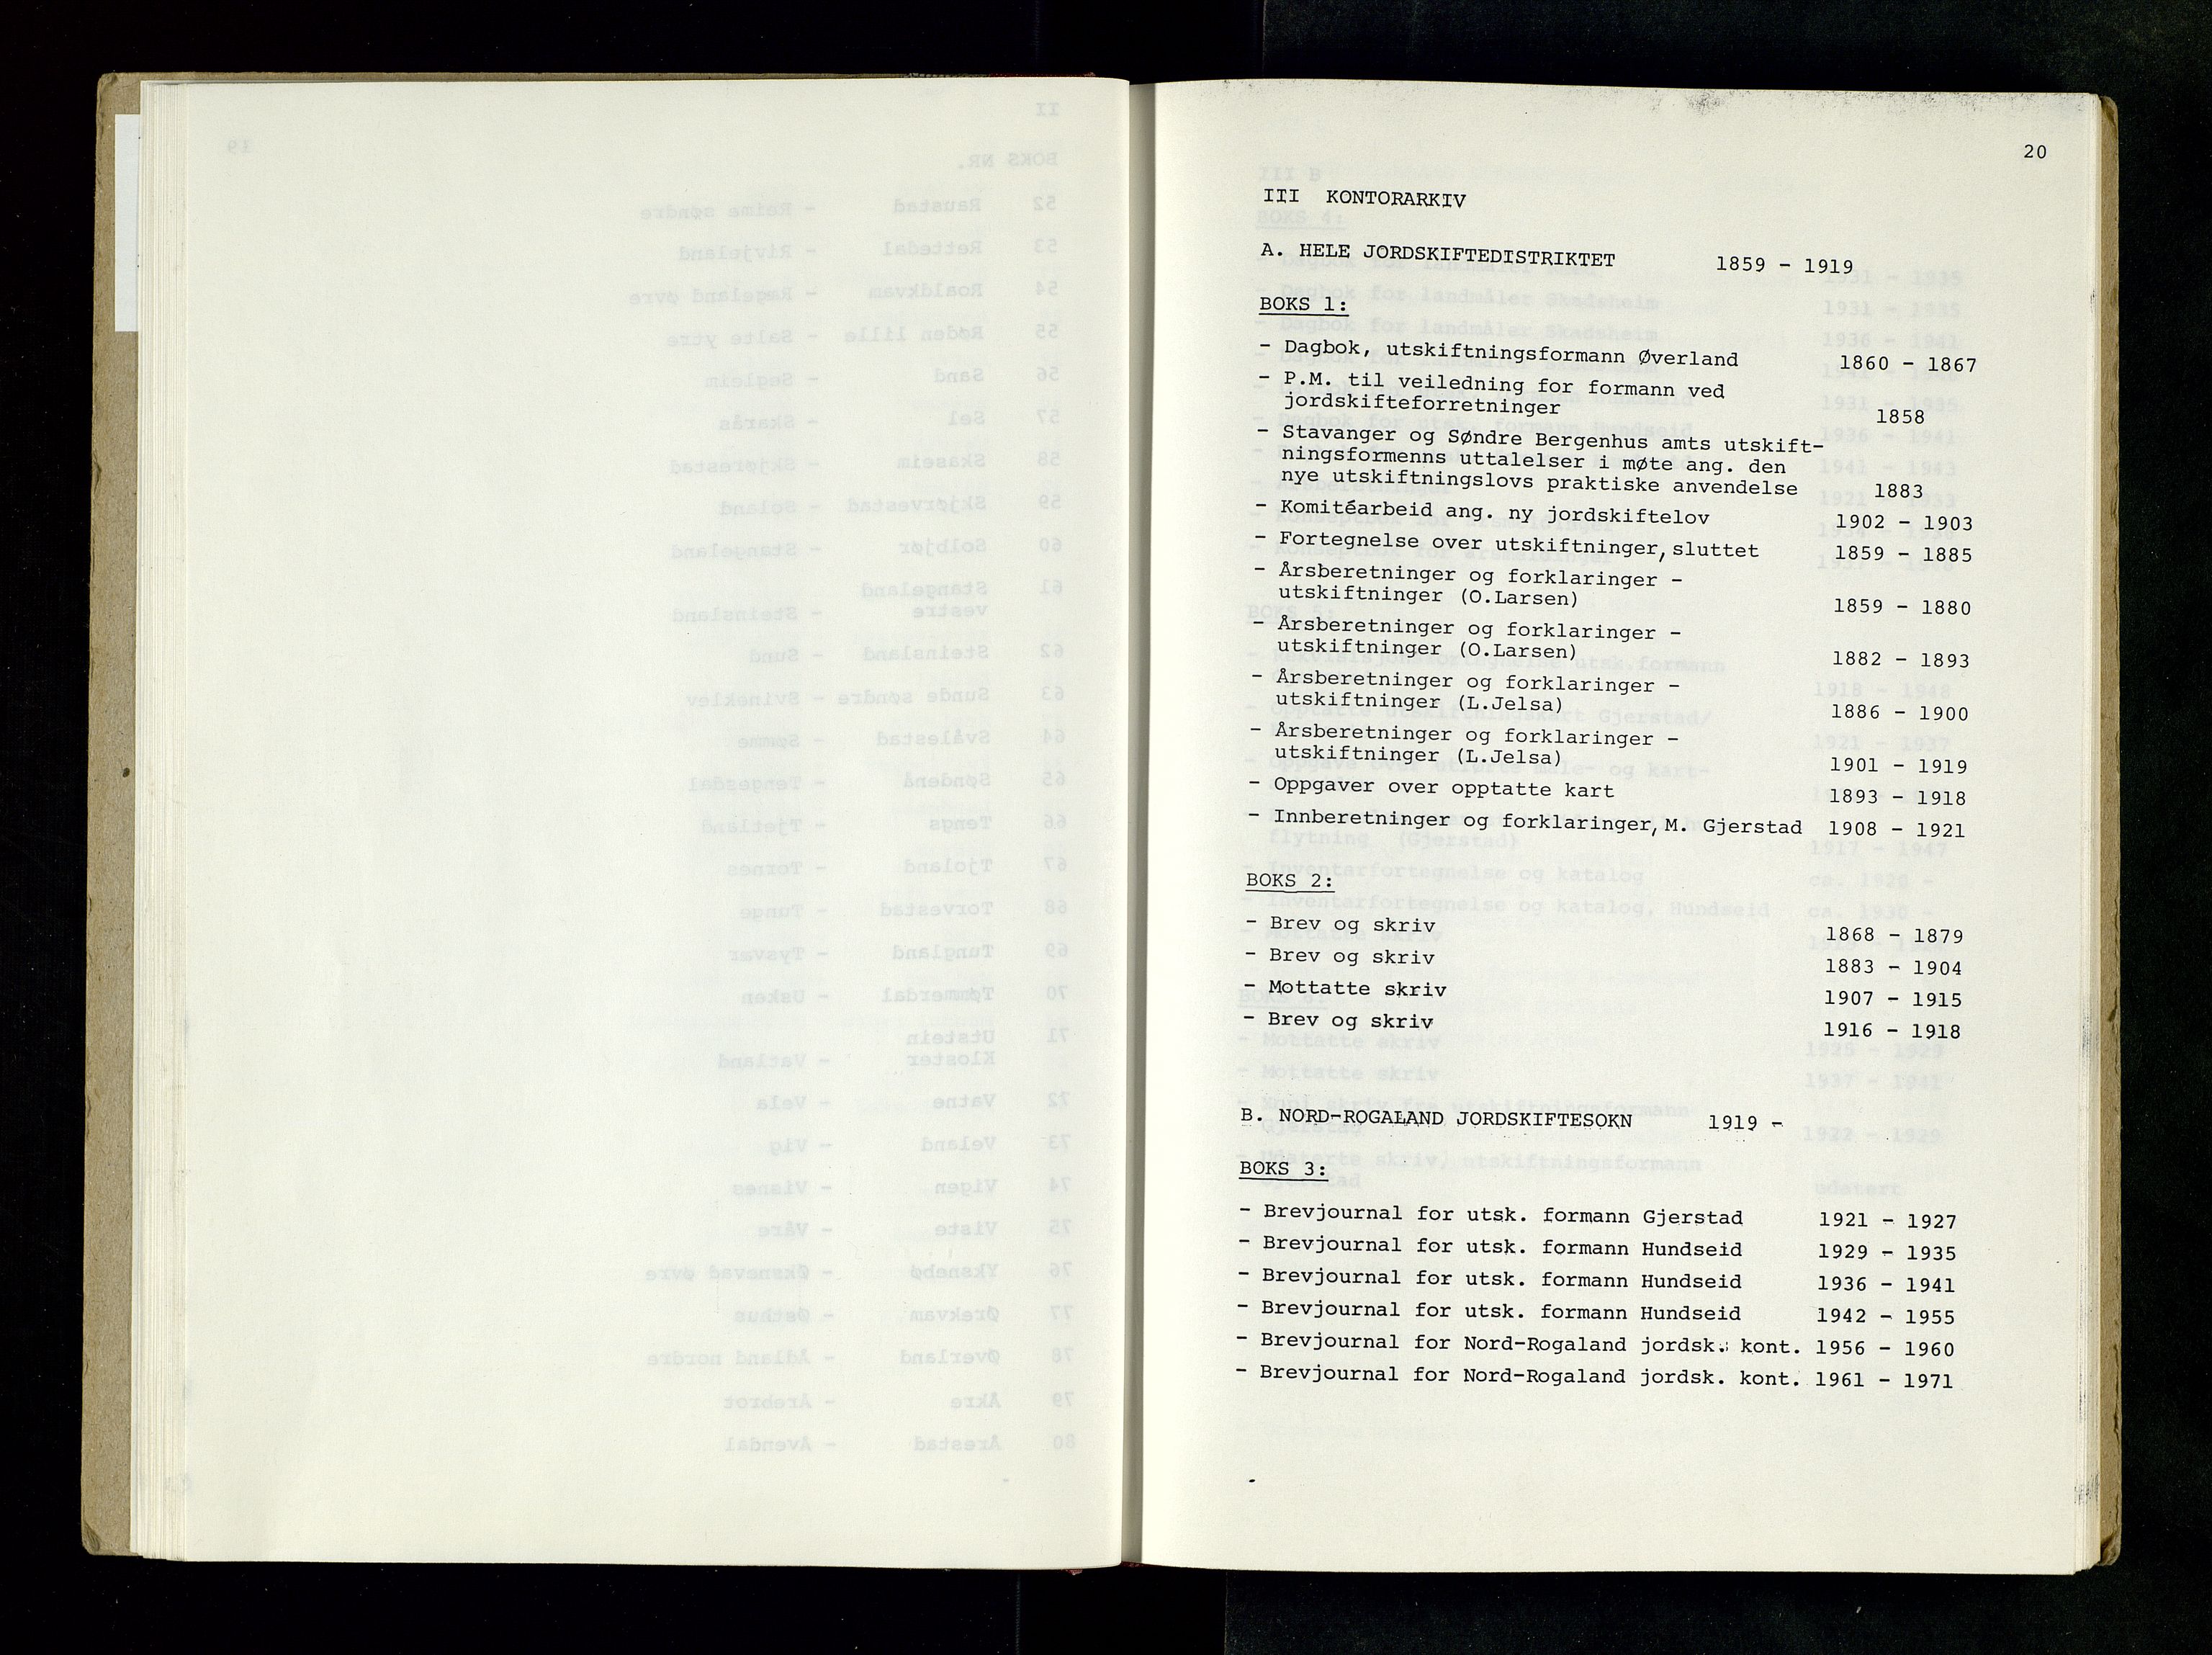 20
III KONTORARKIV
A. HELE JORDSKIFTEDISTRIKTET 1859 - 1919
BOKS 1:
- Dagbok, utskiftningsformann Øverland 1860 - 1867
- P.M. til veiledning for formann ved
jordskifteforretninger 1858
- Stavanger og Søndre Bergenhus amts utskift-
ningsformenns uttalelser i møte ang. den
nye utskiftningslovs praktiske anvendelse 1883
- Komitéarbeid ang. ny jordskiftelov 1902 - 1903
- Fortegnelse over utskiftninger, sluttet 1859 - 1885
- Årsberetninger og forklaringer -
utskiftninger (O.Larsen) 1859 - 1880
- Årsberetninger og forklaringer -
utskiftninger (O.Larsen) 1882 - 1893
- Årsberetninger og forklaringer -
utskiftninger (L.Jelsa) 1886 - 1900
- Årsberetninger og forklaringer -
utskiftninger (L.Jelsa) 1901 - 1919
- Oppgaver over opptatte kart 1893 - 1918
- Innberetninger og forklaringer, M. Gjerstad 1908 - 1921
BOKS 2:
- Brev og skriv 1868 - 1879
- Brev og skriv 1883 - 1904
- Mottatte skriv 1907 - 1915
- Brev og skriv 1916 - 1918
B. NORD-ROGALAND JORDSKIFTESOKN 1919 -
BOKS 3:
- Brevjournal for utsk. formann Gjerstad 1921 - 1927
- Brevjournal for utsk. formann Hundseid 1929 - 1935
- Brevjournal for utsk. formann Hundseid 1936 - 1941
- Brevjournal for utsk. formann Hundseid 1942 - 1955
- Brevjournal for Nord-Rogaland jordsk. kont. 1956 - 1960
- Brevjournal for Nord-Rogaland jordsk. kont. 1961 - 1971